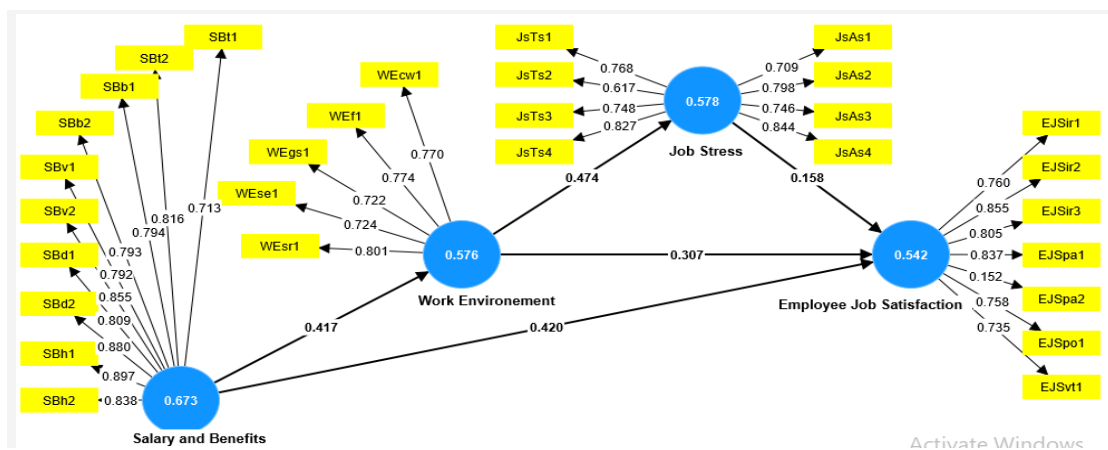 SBt1
SBt2
SBb1
SBb2
SBv1
SBv2
SBd1
SBd2
SBh1
SBh2
0.713
0.816
0.794
0.793
0.792
0.855
0.809
0.880
0.897
0.838
0.673
Salary and Benefits
WEcw1
WEf1
WEgs1
WEse1
WEsr1
0.770
0.774
0.722
0.724
0.801
0.576
Work Environement
JsTs1
JsTs2
JsTs3
JsTs4
0.768
0.617
0.748
0.827
0.578
Job Stress
0.709
0.798
0.746
0.844
JsAs1
JsAs2
JsAs3
JsAs4
0.474
0.158
0.307
0.417
0.420
0.542
Employee Job Satisfaction
0.760
0.855
0.805
0.837
0.152
0.758
0.735
EJSir1
EJSir2
EJSir3
EJSpa1
EJSpa2
EJSpo1
EJSvt1
Activate Windows